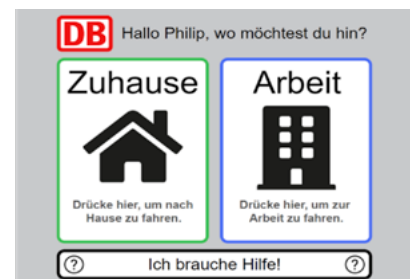 DB Hallo Philip, wo möchtest du hin?
Zuhause
Drücke hier, um nach
Hause zu fahren.
Arbeit
Drücke hier, um zur
Arbeit zu fahren.
? Ich brauche Hilfe! ?